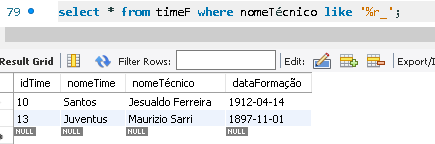 79 select * from timeF where nomeTécnico like '%r_';
Result Grid Filter Rows: Edit: Export/I
idTime nomeTime nomeTécnico dataFormação
10 Santos Jesualdo Ferreira 1912-04-14
13 Juventus Maurizio Sarri 1897-11-01
NULL NULL NULL NULL